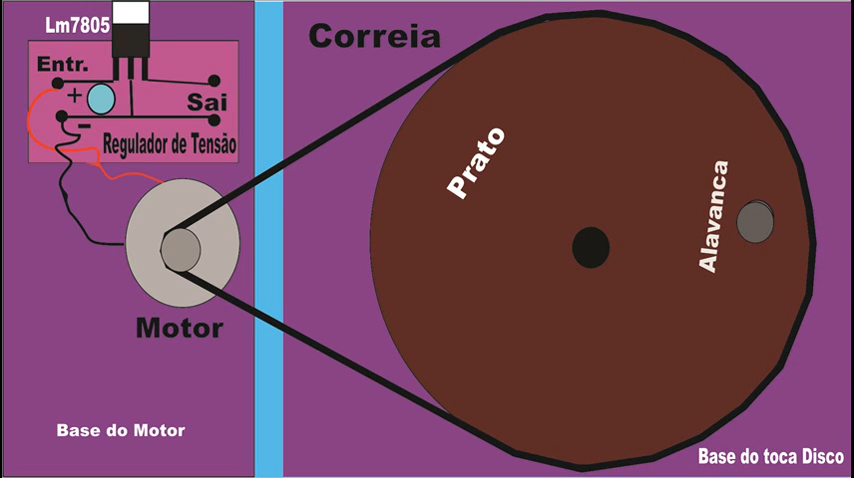 Lm7805
Entr.
+
Sai
-
Regulador de Tensão
Correia
Prato
Alavanca
Motor
Base do Motor
Base do toca Disco